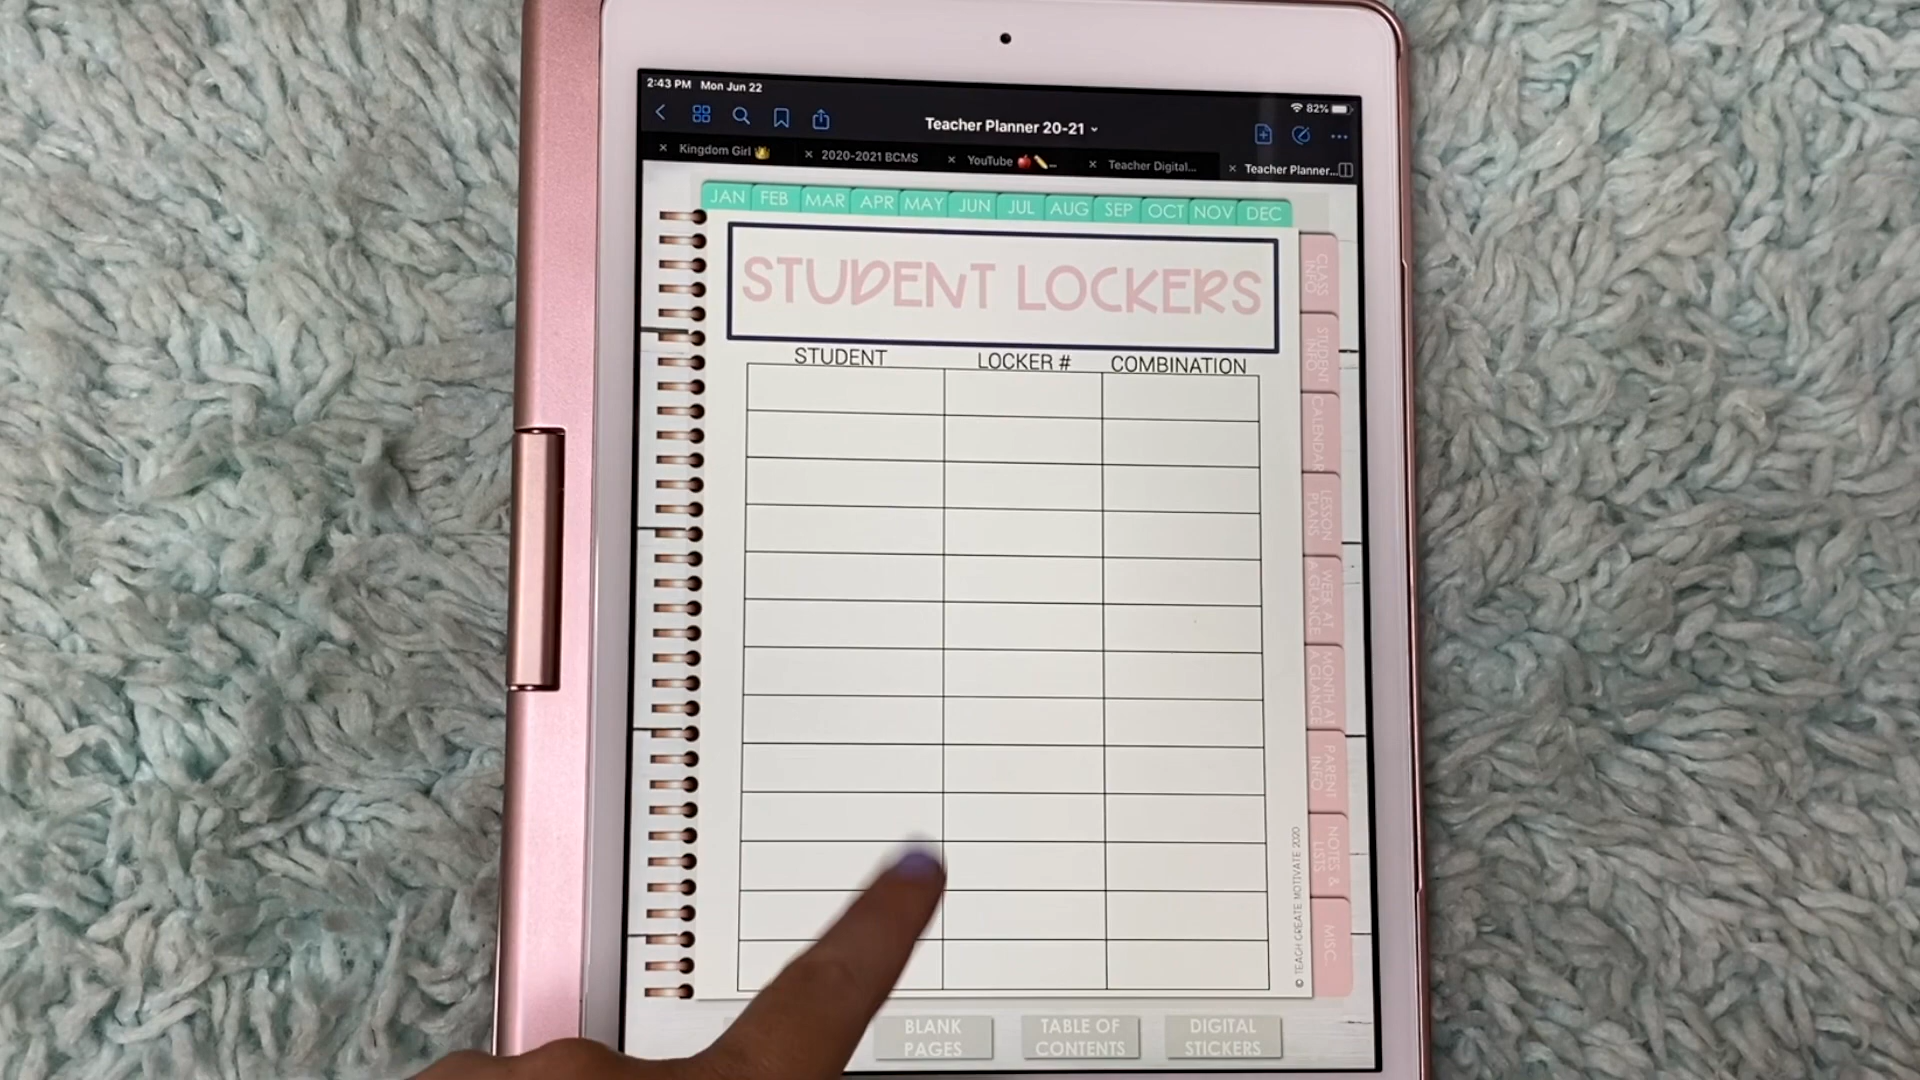 2:43 PM Mon Jun 22
82%
Teacher Planner 20-21
Kingdom Girl 👑
2020-2021 BCMS
YouTube 🍎✏️...
Teacher Digital...
Teacher Planner...
JAN FEB MAR APR MAY JUN JUL AUG SEP OCT NOV DEC
STUDENT LOCKERS
STUDENT LOCKER # COMBINATION
CLASS
INFO
STUDENT
INFO
CALENDAR
LESSON
PLANS
WEEK AT
A GLANCE
MONTH AT
A GLANCE
PARENT
INFO
NOTES &
LISTS
MISC.
© TEACH CREATE MOTIVATE 2020
BLANK
PAGES
TABLE OF
CONTENTS
DIGITAL
STICKERS